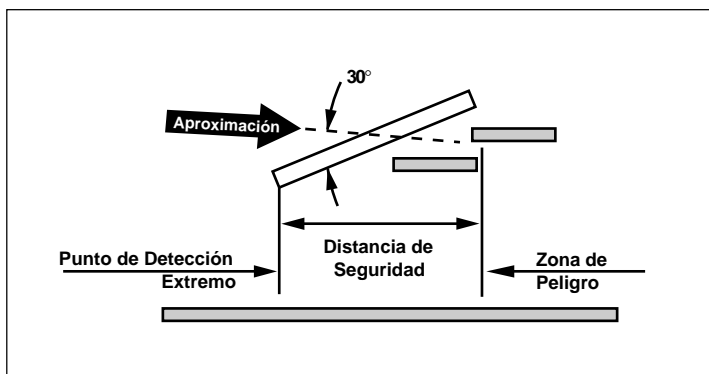 30°
Aproximación
Punto de Detección
Extremo
Distancia de
Seguridad
Zona de
Peligro